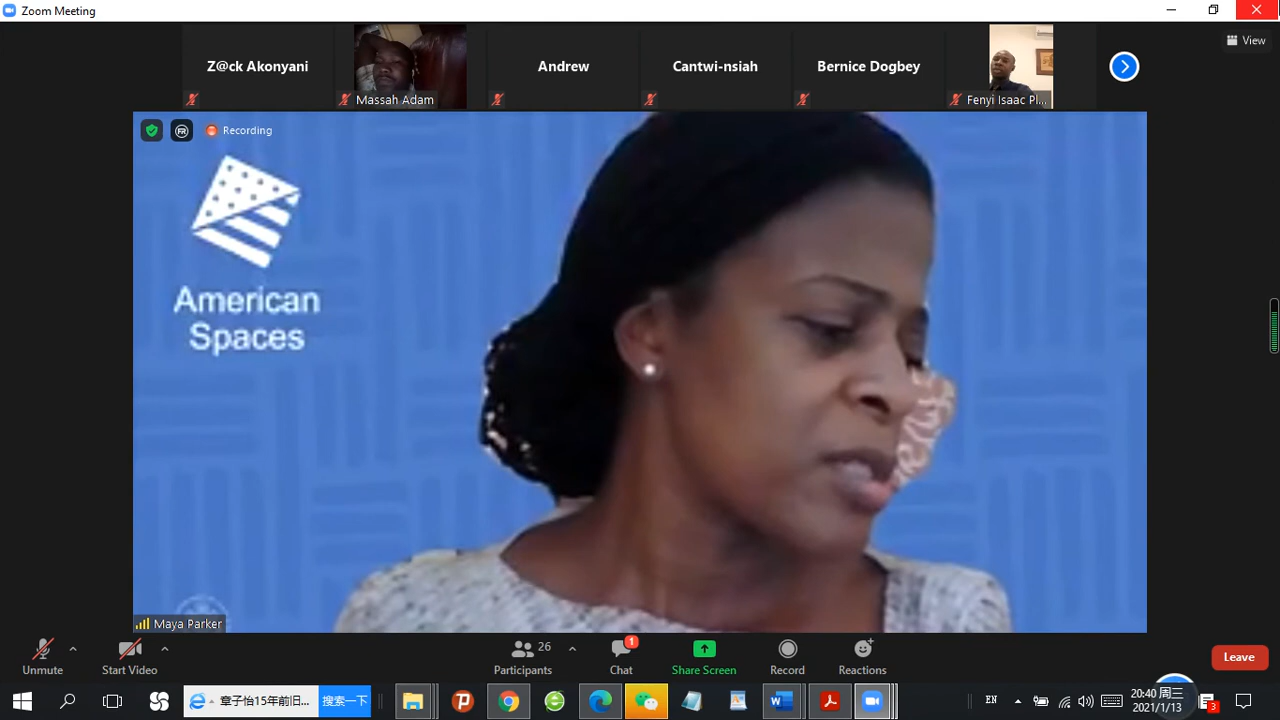 Zoom Meeting
View
Z@ck Akonyani
Massah Adam
Andrew
Cantwi-nsiah
Bernice Dogbey
Fenyi Isaac Pl...
FR
Recording
American
Spaces
Maya Parker
Unmute
Start Video
26
Participants
1
Chat
Share Screen
Record
Reactions
Leave
章子怡15年前旧...
搜索一下
EN
20:40 周三
2021/1/13
3